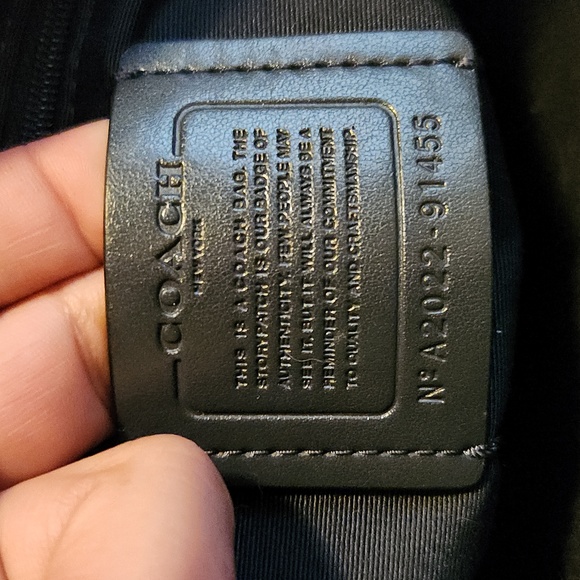 COACH
NEW YORK
THIS IS A COACH BAG. THE
STORYPATCH IS OUR BADGE OF
AUTHENTICITY. FEW PEOPLE MAY
SEE IT, BUT IT WILL ALWAYS BE A
REMINDER OF OUR COMMITMENT
TO QUALITY AND CRAFTSMANSHIP.
Nº A2022-91455